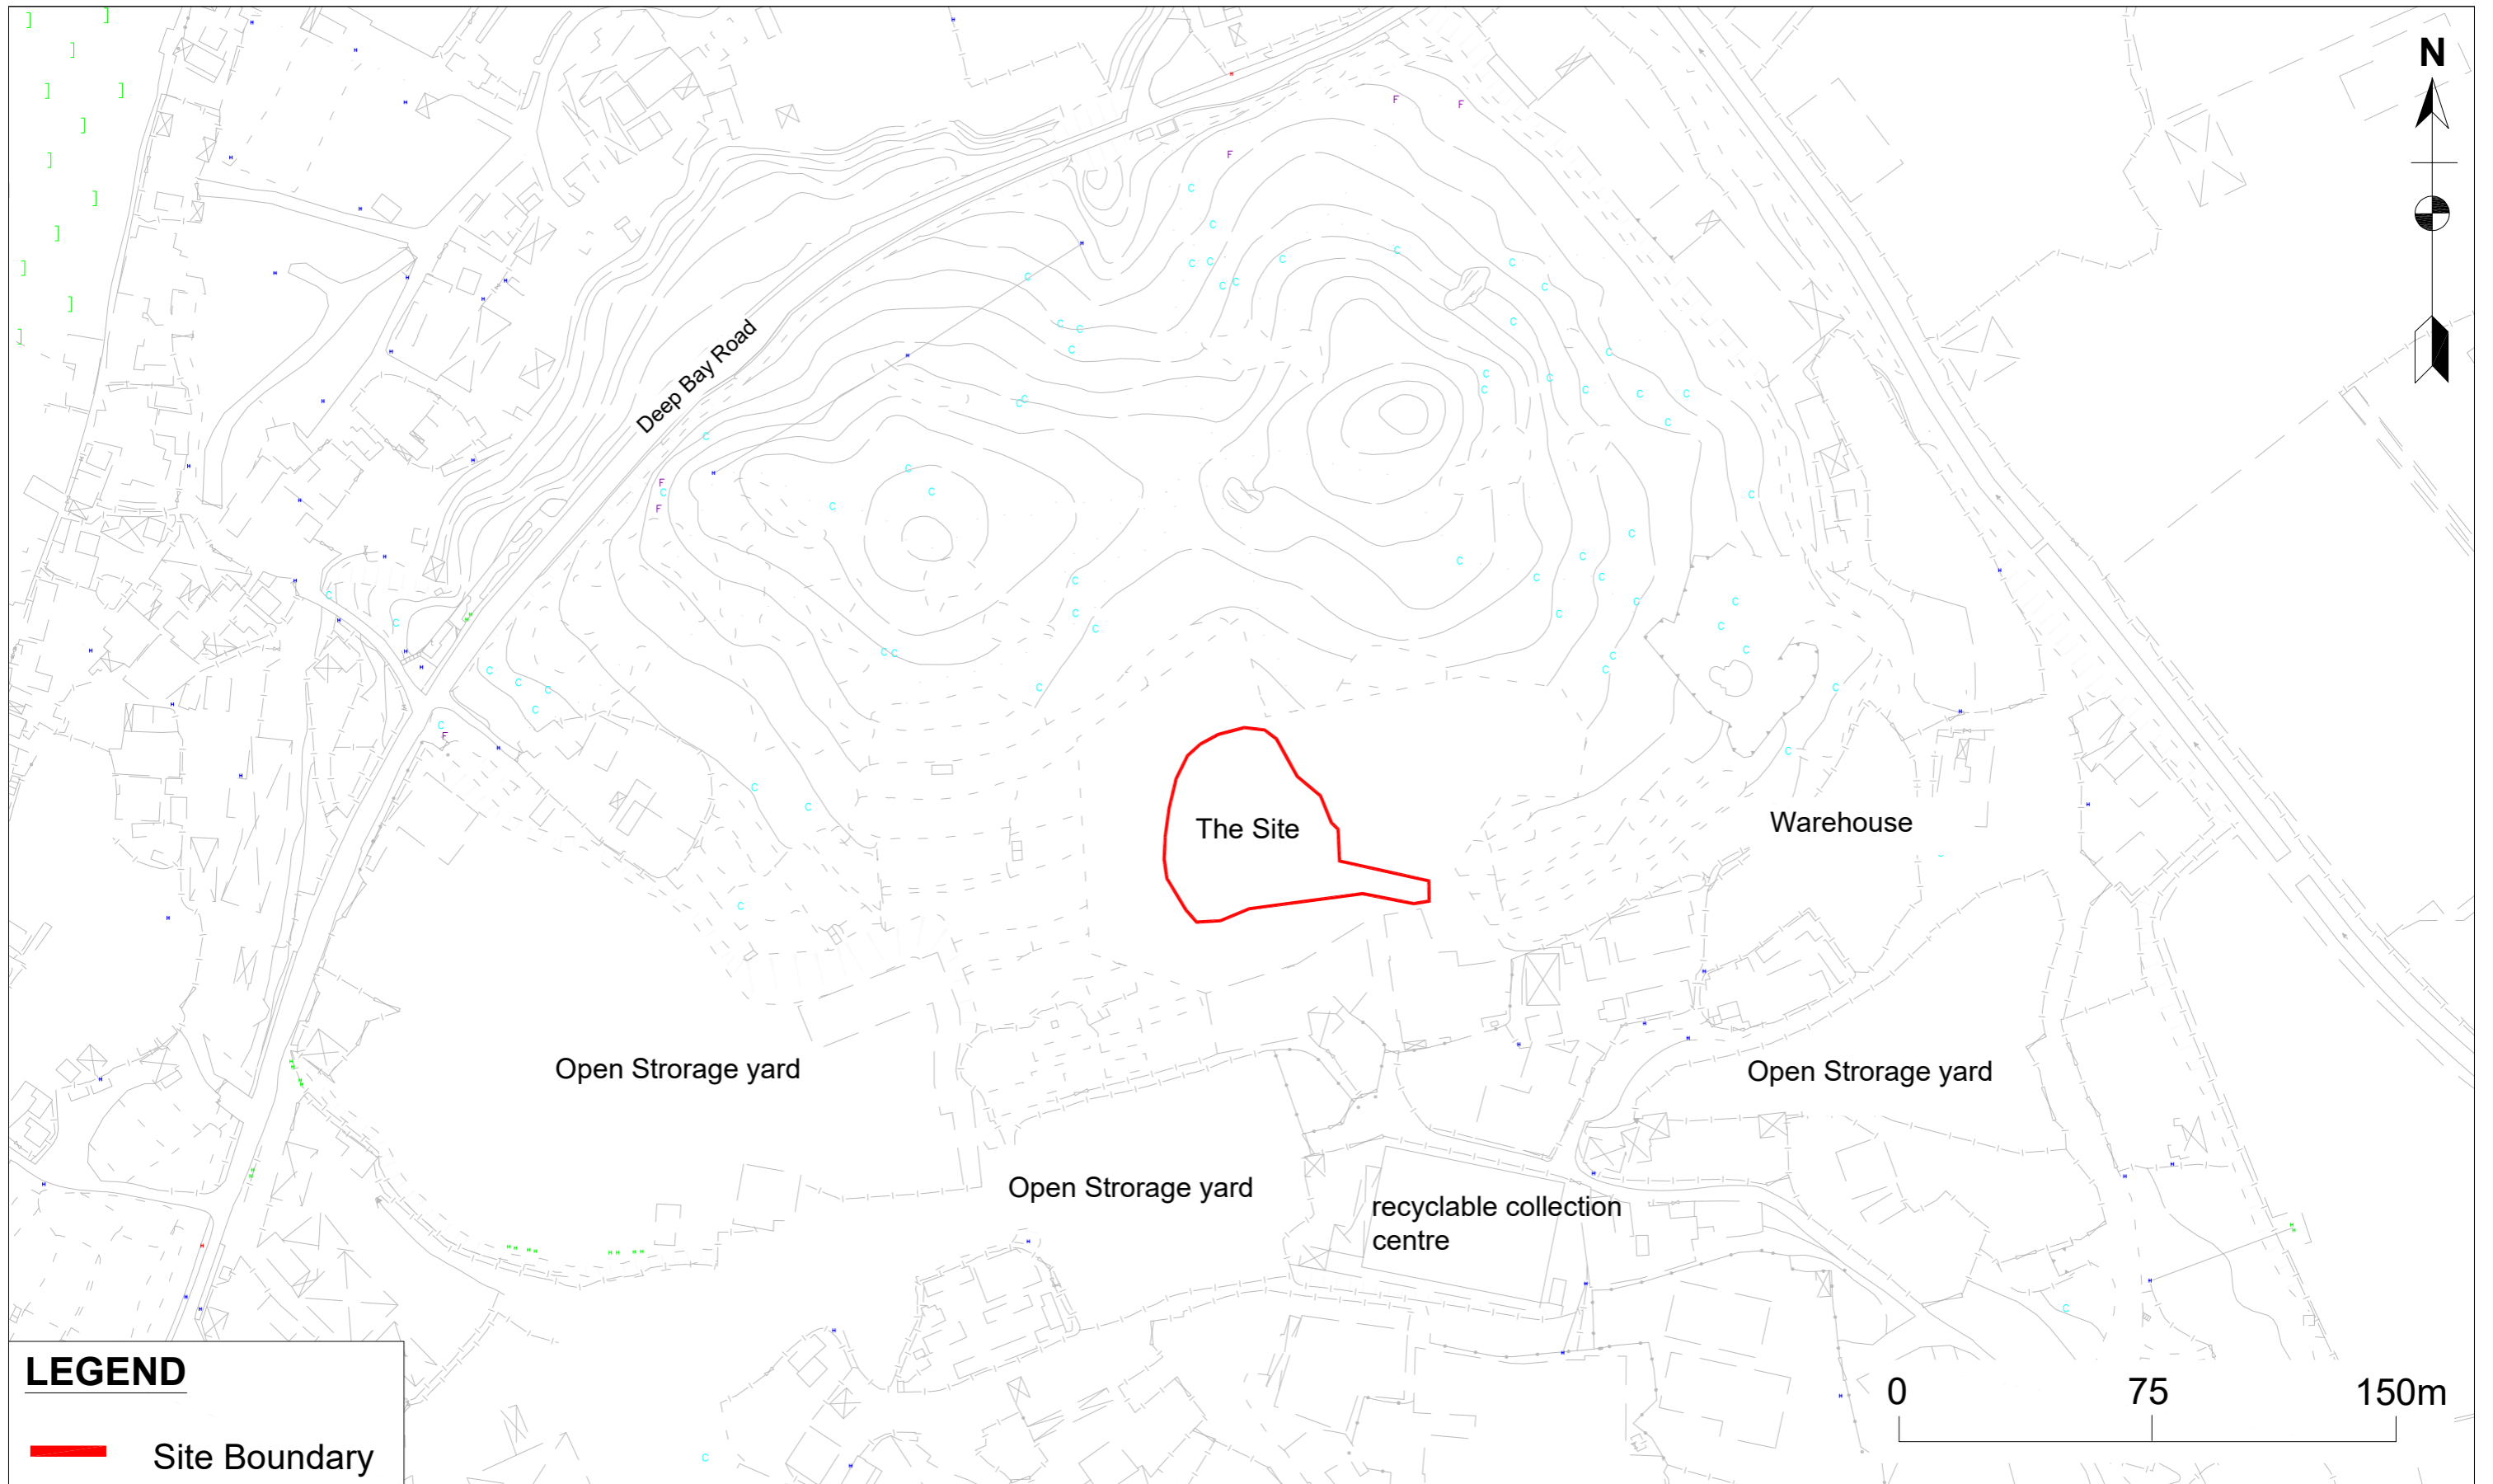 N
Deep Bay Road
The Site
Warehouse
Open Strorage yard
Open Strorage yard
Open Strorage yard
recyclable collection
centre
LEGEND
Site Boundary
0 75 150m